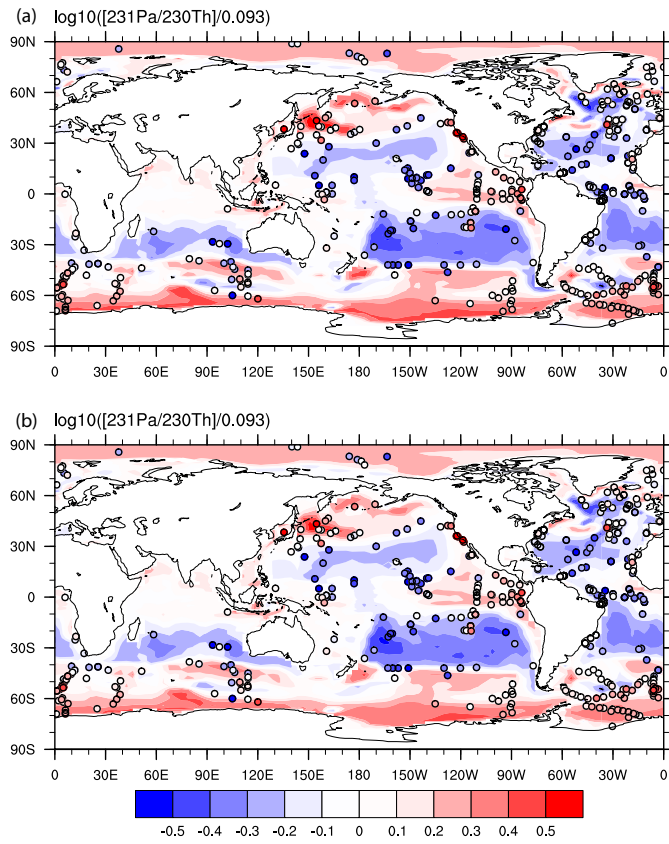 (a) log10([231Pa/230Th]/0.093)
90N
60N
30N
0
30S
60S
90S
0 30E 60E 90E 120E 150E 180 150W 120W 90W 60W 30W 0
(b) log10([231Pa/230Th]/0.093)
90N
60N
30N
0
30S
60S
90S
0 30E 60E 90E 120E 150E 180 150W 120W 90W 60W 30W 0
-0.5 -0.4 -0.3 -0.2 -0.1 0 0.1 0.2 0.3 0.4 0.5